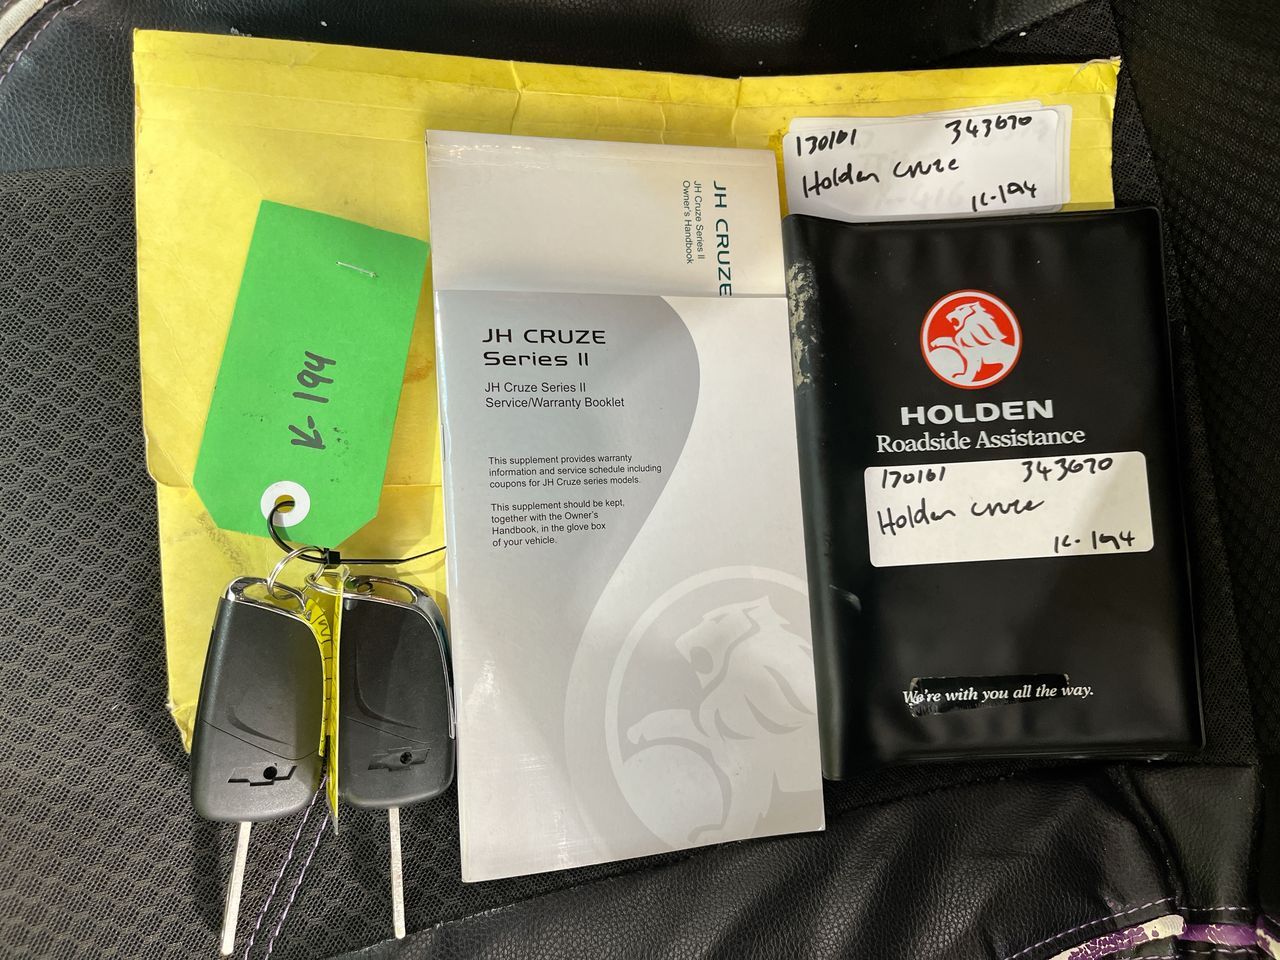 130101 343670
Holden cruze
K-194
JH CRUZE
JH Cruze Series II
Owner's Handbook
K-194
JH CRUZE
Series II
JH Cruze Series II
Service/Warranty Booklet
This supplement provides warranty
information and service schedule including
coupons for JH Cruze series models.
This supplement should be kept,
together with the Owner's
Handbook, in the glove box
of your vehicle.
HOLDEN
Roadside Assistance
170161 343670
Holden cruze
K-194
We're with you all the way.